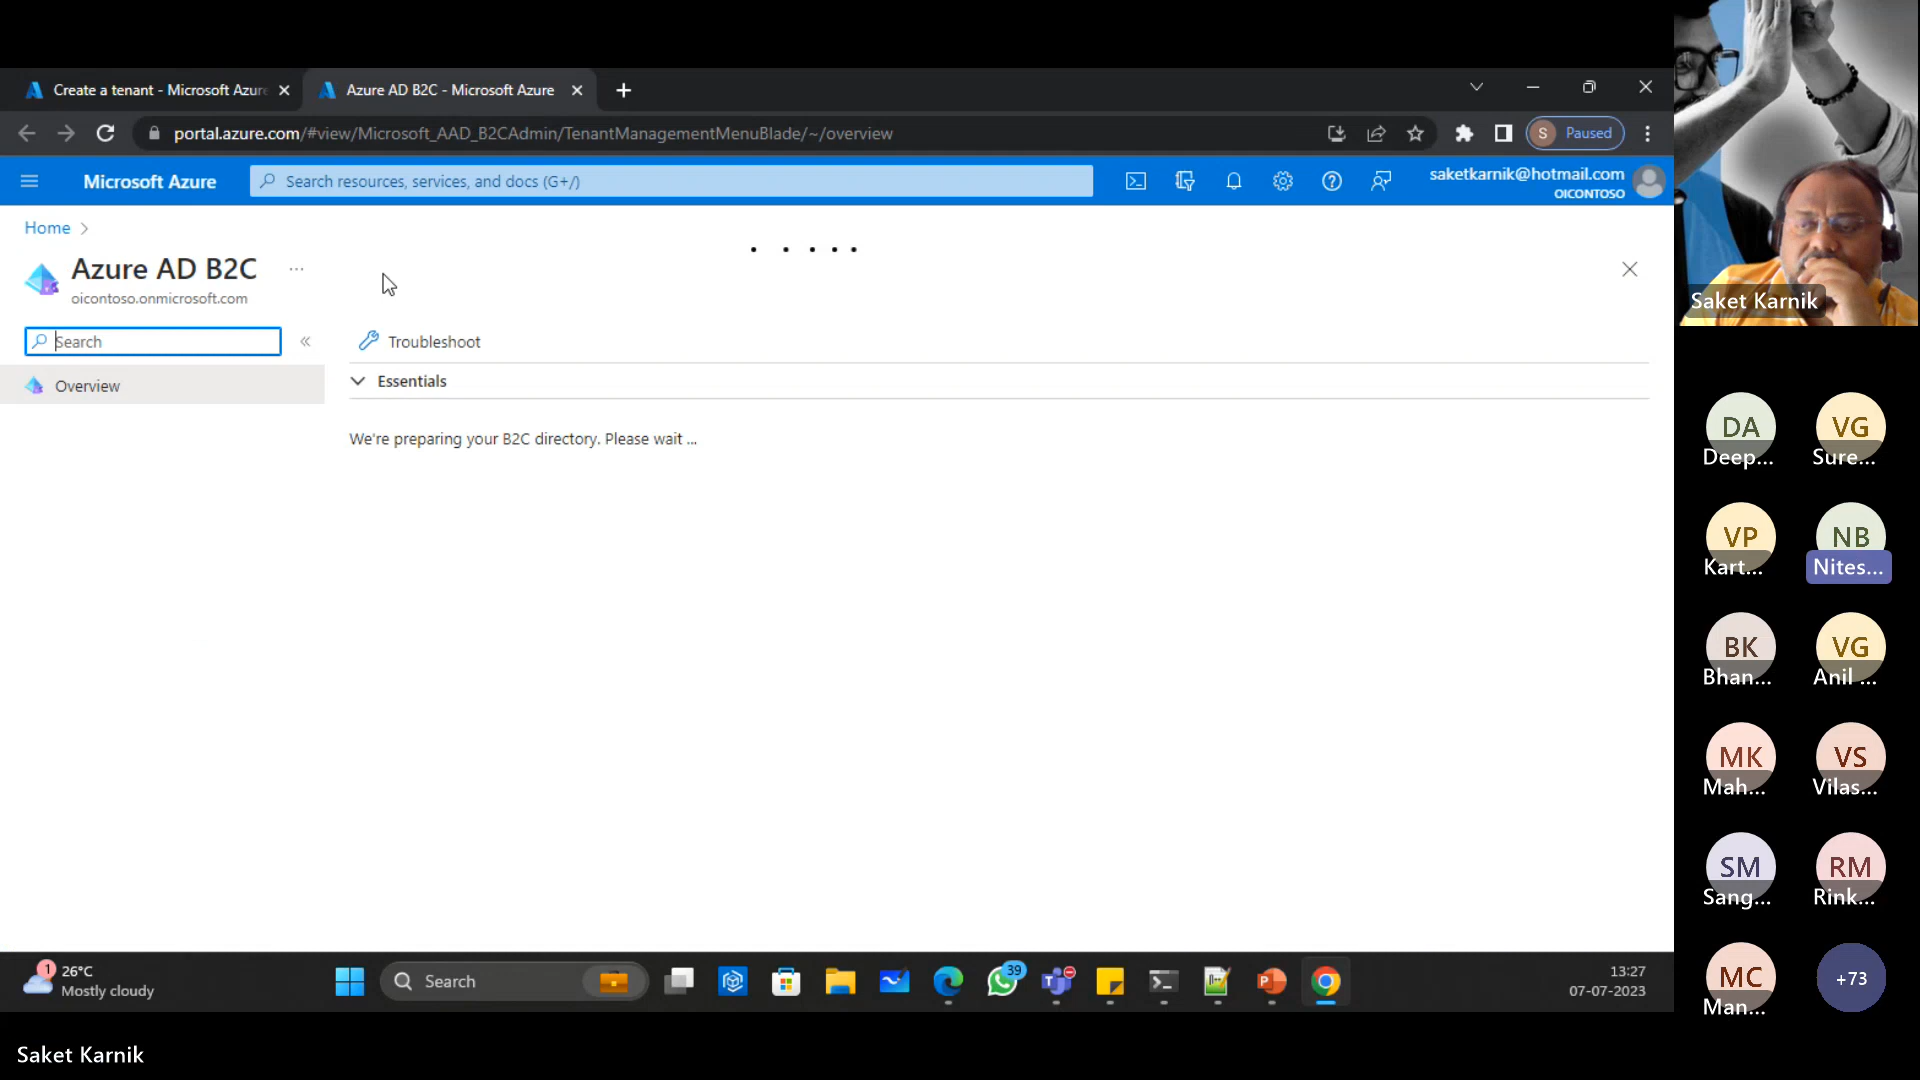 Create a tenant - Microsoft Azure
Azure AD B2C - Microsoft Azure
portal.azure.com/#view/Microsoft_AAD_B2CAdmin/TenantManagementMenuBlade/~/overview
S
Paused
Microsoft Azure
Search resources, services, and docs (G+/)
saketkarnik@hotmail.com
OICONTOSO
Home
Azure AD B2C
...
oicontoso.onmicrosoft.com
Search
«
Troubleshoot
Overview
Essentials
We're preparing your B2C directory. Please wait ...
Saket Karnik
DA
Deep...
VG
Sure...
VP
Kart...
NB
Nites...
BK
Bhan...
VG
Anil ...
MK
Mah...
VS
Vilas...
SM
Sang...
RM
Rink...
MC
Man...
+73
1
26°C
Mostly cloudy
Search
39
13:27
07-07-2023
Saket Karnik